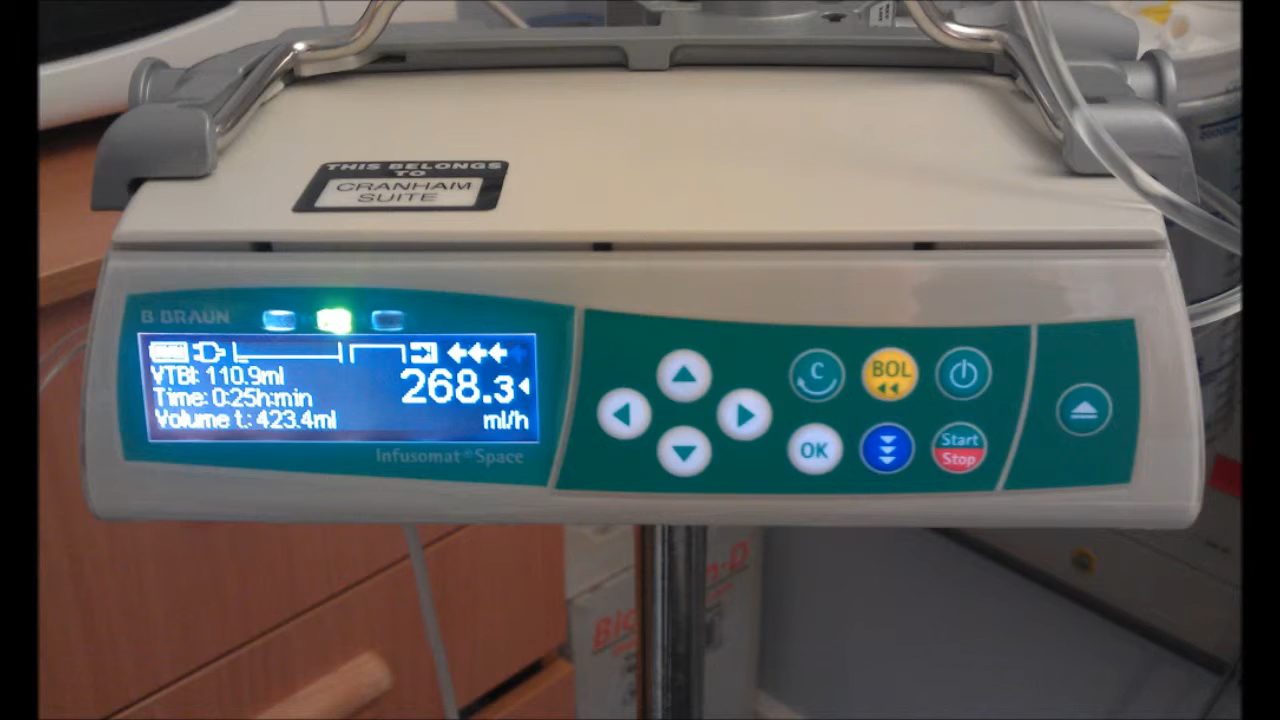 THIS BELONGS
TO
CRANHAM
SUITE
B BRAUN
VTBI: 110.9ml
268.3
Time: 0:25h:min
Volume t.: 423.4ml
ml/h
Infusomat® Space
C
BOL
OK
Start
Stop